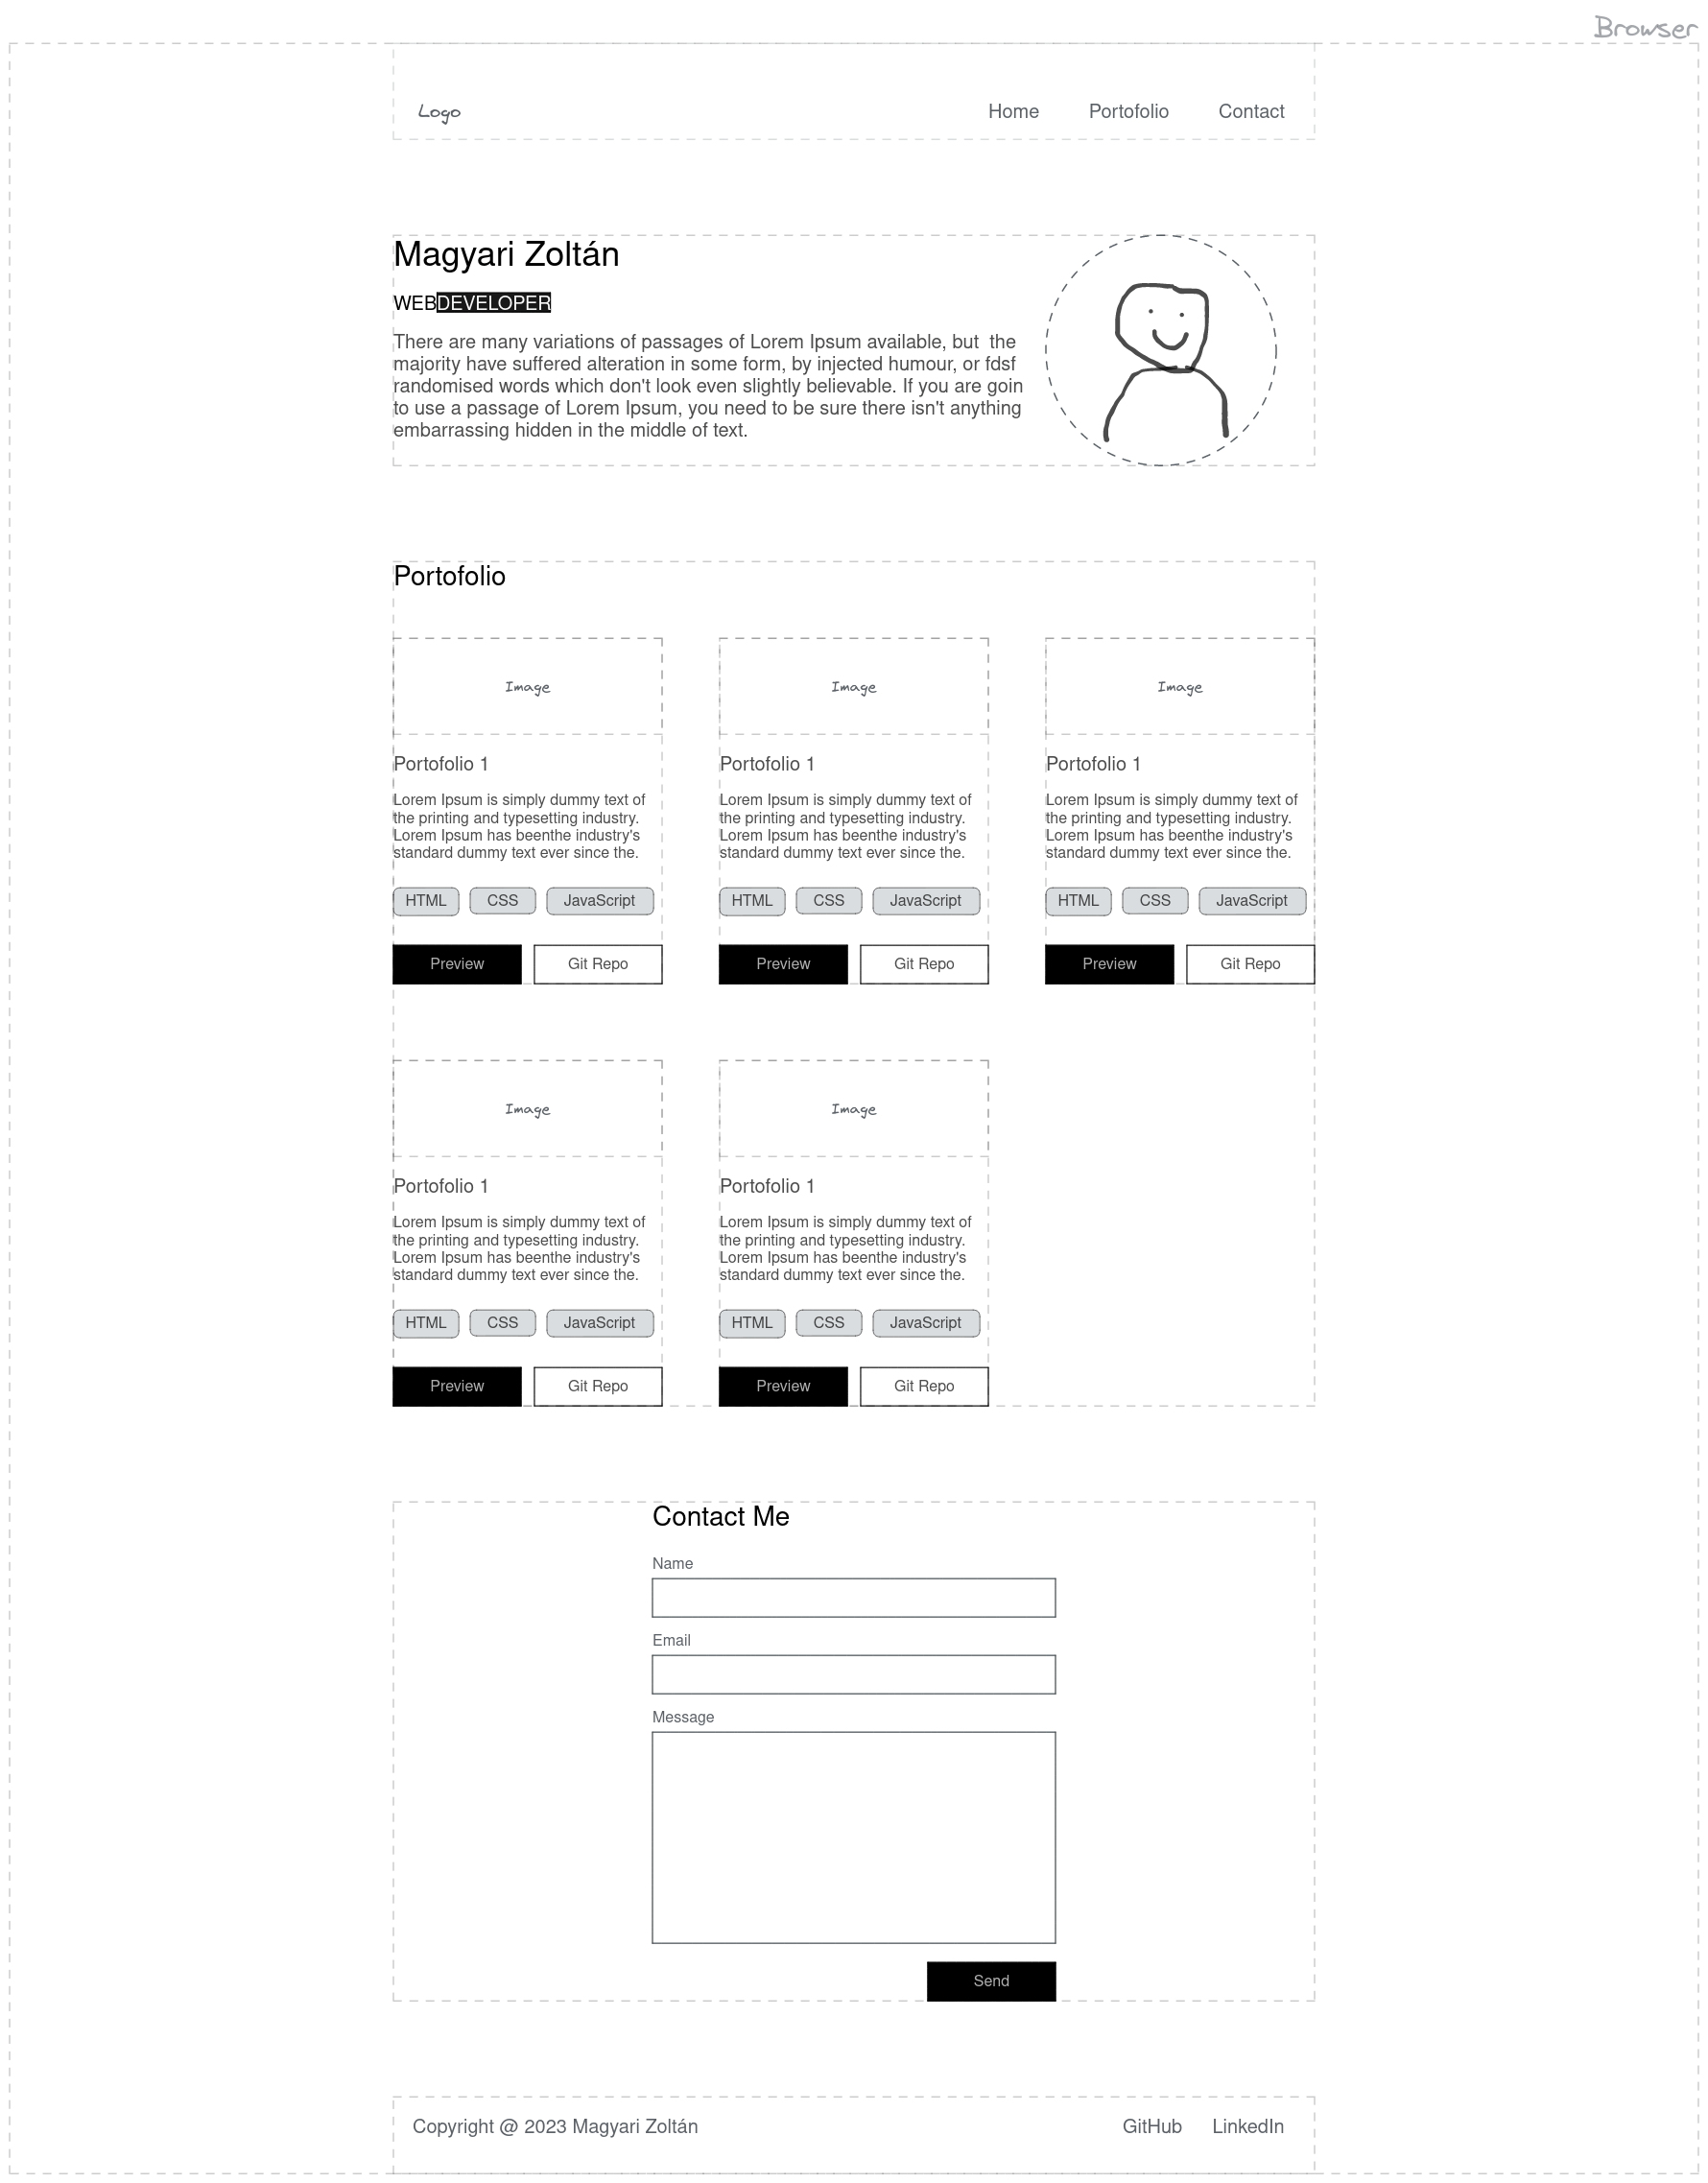 Browser
Logo Home Portofolio Contact
Magyari Zoltán
WEBDEVELOPER
There are many variations of passages of Lorem Ipsum available, but  the
majority have suffered alteration in some form, by injected humour, or fdsf
randomised words which don't look even slightly believable. If you are goin
to use a passage of Lorem Ipsum, you need to be sure there isn't anything
embarrassing hidden in the middle of text.
Portofolio
Image
Portofolio 1
Lorem Ipsum is simply dummy text of
the printing and typesetting industry.
Lorem Ipsum has beenthe industry's
standard dummy text ever since the.
HTML CSS JavaScript
Preview Git Repo
Image
Portofolio 1
Lorem Ipsum is simply dummy text of
the printing and typesetting industry.
Lorem Ipsum has beenthe industry's
standard dummy text ever since the.
HTML CSS JavaScript
Preview Git Repo
Image
Portofolio 1
Lorem Ipsum is simply dummy text of
the printing and typesetting industry.
Lorem Ipsum has beenthe industry's
standard dummy text ever since the.
HTML CSS JavaScript
Preview Git Repo
Image
Portofolio 1
Lorem Ipsum is simply dummy text of
the printing and typesetting industry.
Lorem Ipsum has beenthe industry's
standard dummy text ever since the.
HTML CSS JavaScript
Preview Git Repo
Image
Portofolio 1
Lorem Ipsum is simply dummy text of
the printing and typesetting industry.
Lorem Ipsum has beenthe industry's
standard dummy text ever since the.
HTML CSS JavaScript
Preview Git Repo
Contact Me
Name
Email
Message
Send
Copyright @ 2023 Magyari Zoltán GitHub LinkedIn